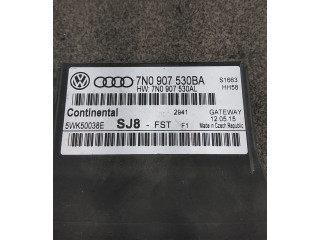 7N0 907 530BA
HW: 7N0 907 530AL
S1663
HH58
Continental
2941
GATEWAY
5WK50038E
SJ8 - FST F1
12.05.15
Made in Czech Republic